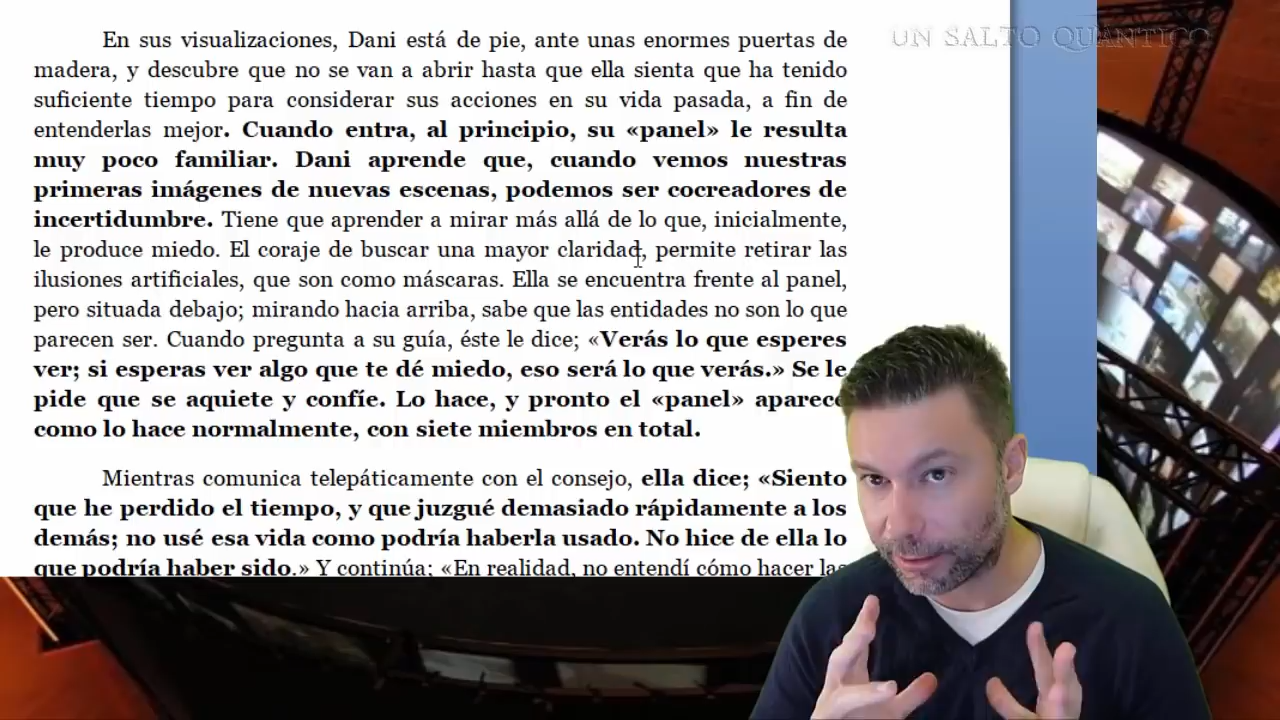 UN SALTO QUÁNTICO
En sus visualizaciones, Dani está de pie, ante unas enormes puertas de
madera, y descubre que no se van a abrir hasta que ella sienta que ha tenido
suficiente tiempo para considerar sus acciones en su vida pasada, a fin de
entenderlas mejor. Cuando entra, al principio, su «panel» le resulta
muy poco familiar. Dani aprende que, cuando vemos nuestras
primeras imágenes de nuevas escenas, podemos ser cocreadores de
incertidumbre. Tiene que aprender a mirar más allá de lo que, inicialmente,
le produce miedo. El coraje de buscar una mayor claridad, permite retirar las
ilusiones artificiales, que son como máscaras. Ella se encuentra frente al panel,
pero situada debajo; mirando hacia arriba, sabe que las entidades no son lo que
parecen ser. Cuando pregunta a su guía, éste le dice; «Verás lo que esperes
ver; si esperas ver algo que te dé miedo, eso será lo que verás.» Se le
pide que se aquiete y confíe. Lo hace, y pronto el «panel» aparece
como lo hace normalmente, con siete miembros en total.
Mientras comunica telepáticamente con el consejo, ella dice; «Siento
que he perdido el tiempo, y que juzgué demasiado rápidamente a los
demás; no usé esa vida como podría haberla usado. No hice de ella lo
que podría haber sido.» Y continúa; «En realidad, no entendí cómo hacer las